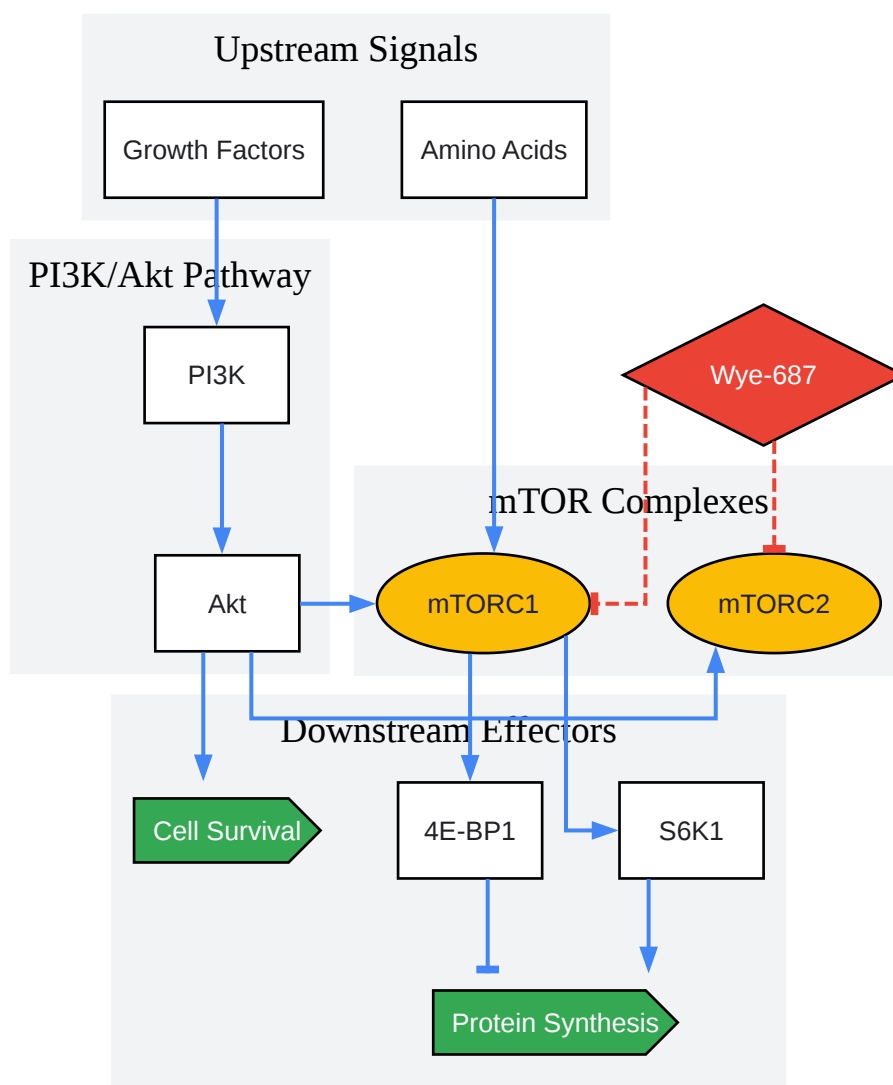 Upstream Signals
Growth Factors
Amino Acids
PI3K/Akt Pathway
PI3K
Wye-687
mTOR Complexes
Akt
mTORC1
mTORC2
Downstream Effectors
Cell Survival
4E-BP1
S6K1
Protein Synthesis